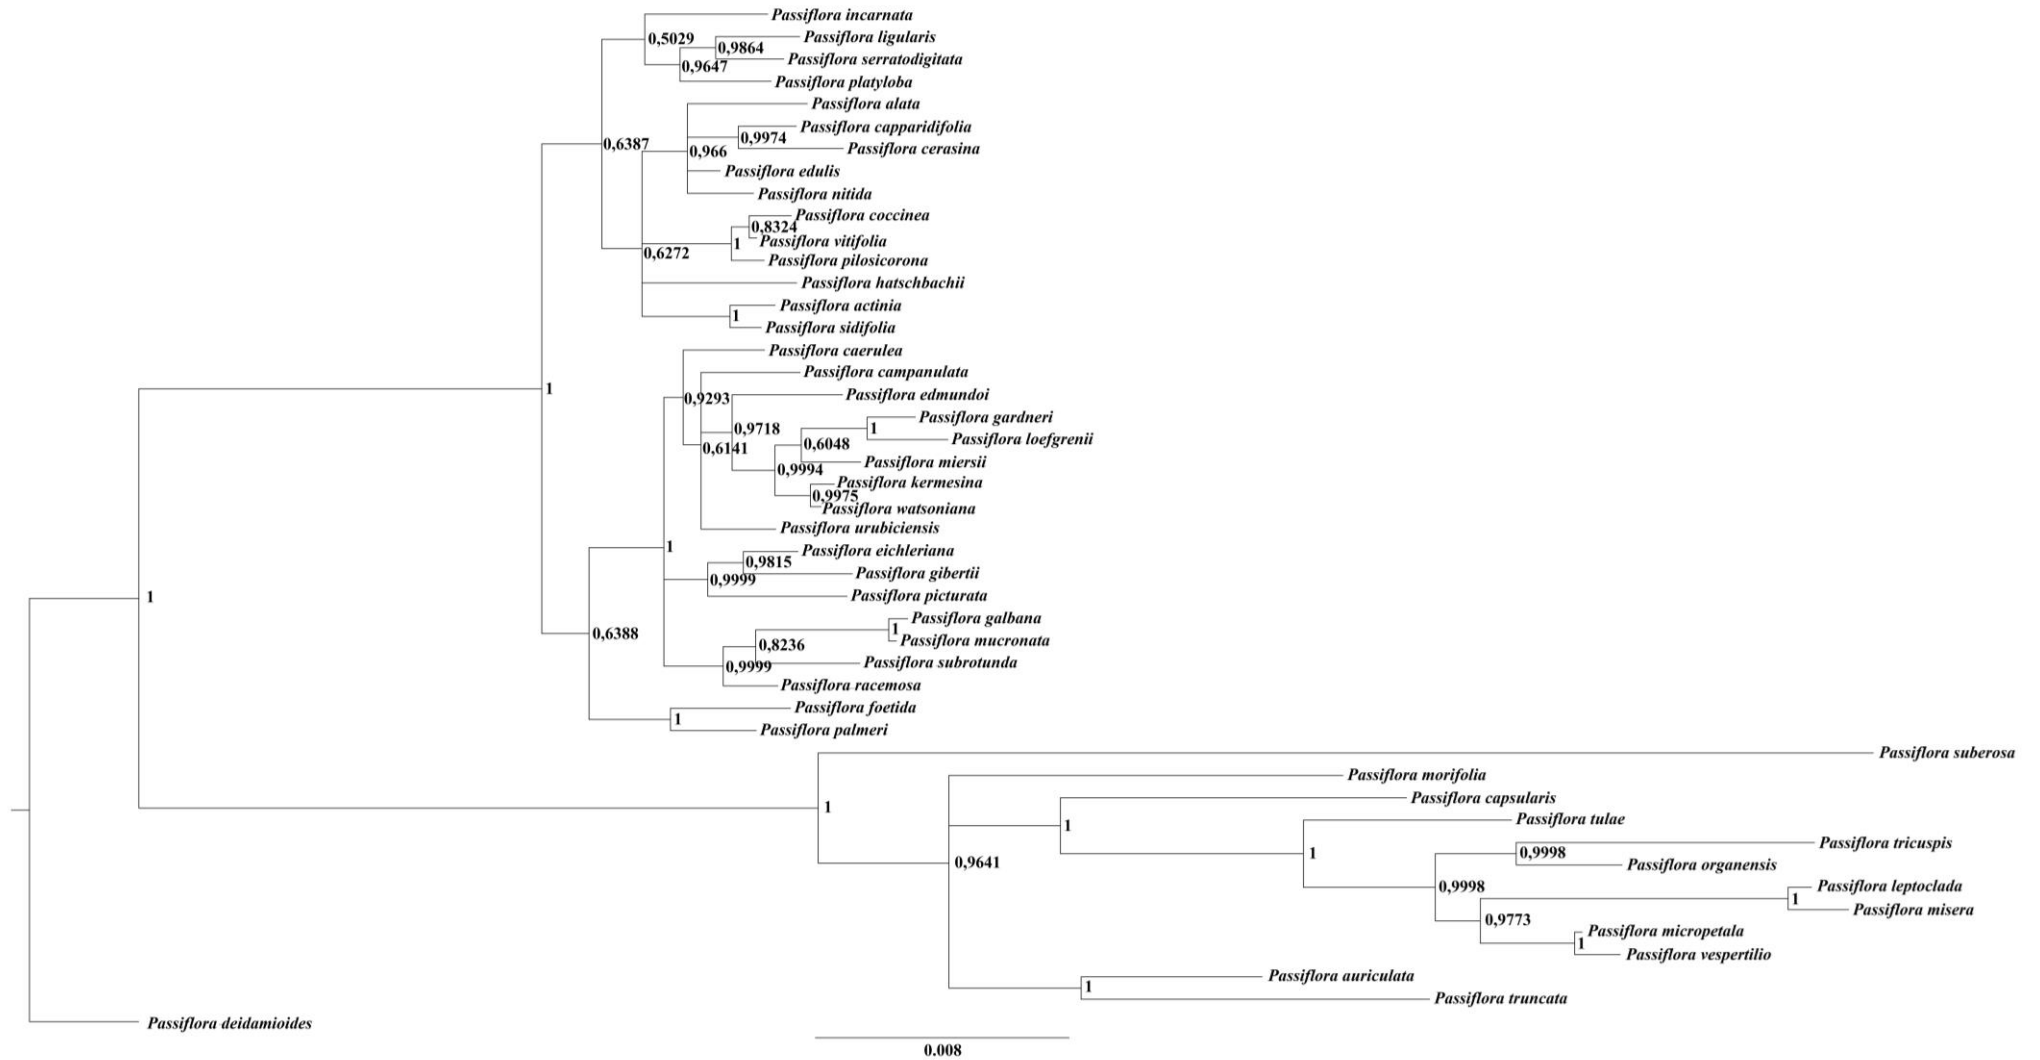 Passiflora incarnata
0,5029
Passiflora ligularis
0,9864
Passiflora serratodigitata
0,9647
Passiflora platyloba
Passiflora alata
Passiflora capparidifolia
0,9974
0,6387
0,966
Passiflora cerasina
Passiflora edulis
Passiflora nitida
Passiflora coccinea
0,8324
Passiflora vitifolia
1
0,6272
Passiflora pilosicorona
Passiflora hatschbachii
Passiflora actinia
1
Passiflora sidifolia
Passiflora caerulea
Passiflora campanulata
1
0,9293
Passiflora edmundoi
Passiflora gardneri
0,9718
1
Passiflora loefgrenii
0,6141
0,6048
Passiflora miersii
0,9994
Passiflora kermesina
0,9975
Passiflora watsoniana
Passiflora urubiciensis
1
Passiflora eichleriana
0,9815
Passiflora gibertii
0,9999
Passiflora picturata
1
Passiflora galbana
1
0,6388
0,8236
Passiflora mucronata
0,9999
Passiflora subrotunda
Passiflora racemosa
Passiflora foetida
1
Passiflora palmeri
Passiflora suberosa
Passiflora morifolia
Passiflora capsularis
1
Passiflora tulae
1
Passiflora tricuspis
1
0,9998
0,9641
Passiflora organensis
0,9998
Passiflora leptoclada
1
Passiflora misera
0,9773
Passiflora micropetala
1
Passiflora vespertilio
Passiflora auriculata
1
Passiflora truncata
Passiflora deidamioides
0.008